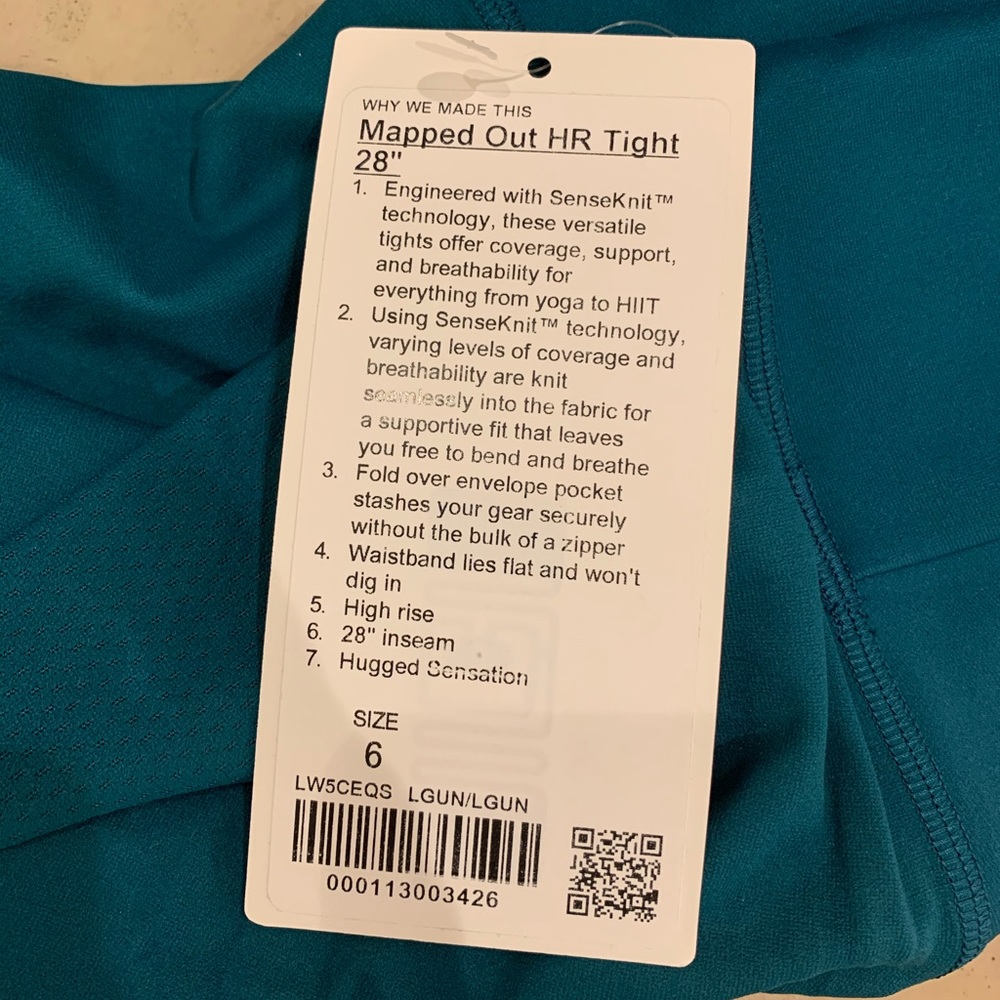 WHY WE MADE THIS
Mapped Out HR Tight
28"
1. Engineered with SenseKnit™
technology, these versatile
tights offer coverage, support,
and breathability for
everything from yoga to HIIT
2. Using SenseKnit™ technology,
varying levels of coverage and
breathability are knit
seamlessly into the fabric for
a supportive fit that leaves
you free to bend and breathe
3. Fold over envelope pocket
stashes your gear securely
without the bulk of a zipper
4. Waistband lies flat and won't
dig in
5. High rise
6. 28" inseam
7. Hugged Sensation
SIZE
6
LW5CEQS LGUN/LGUN
000113003426